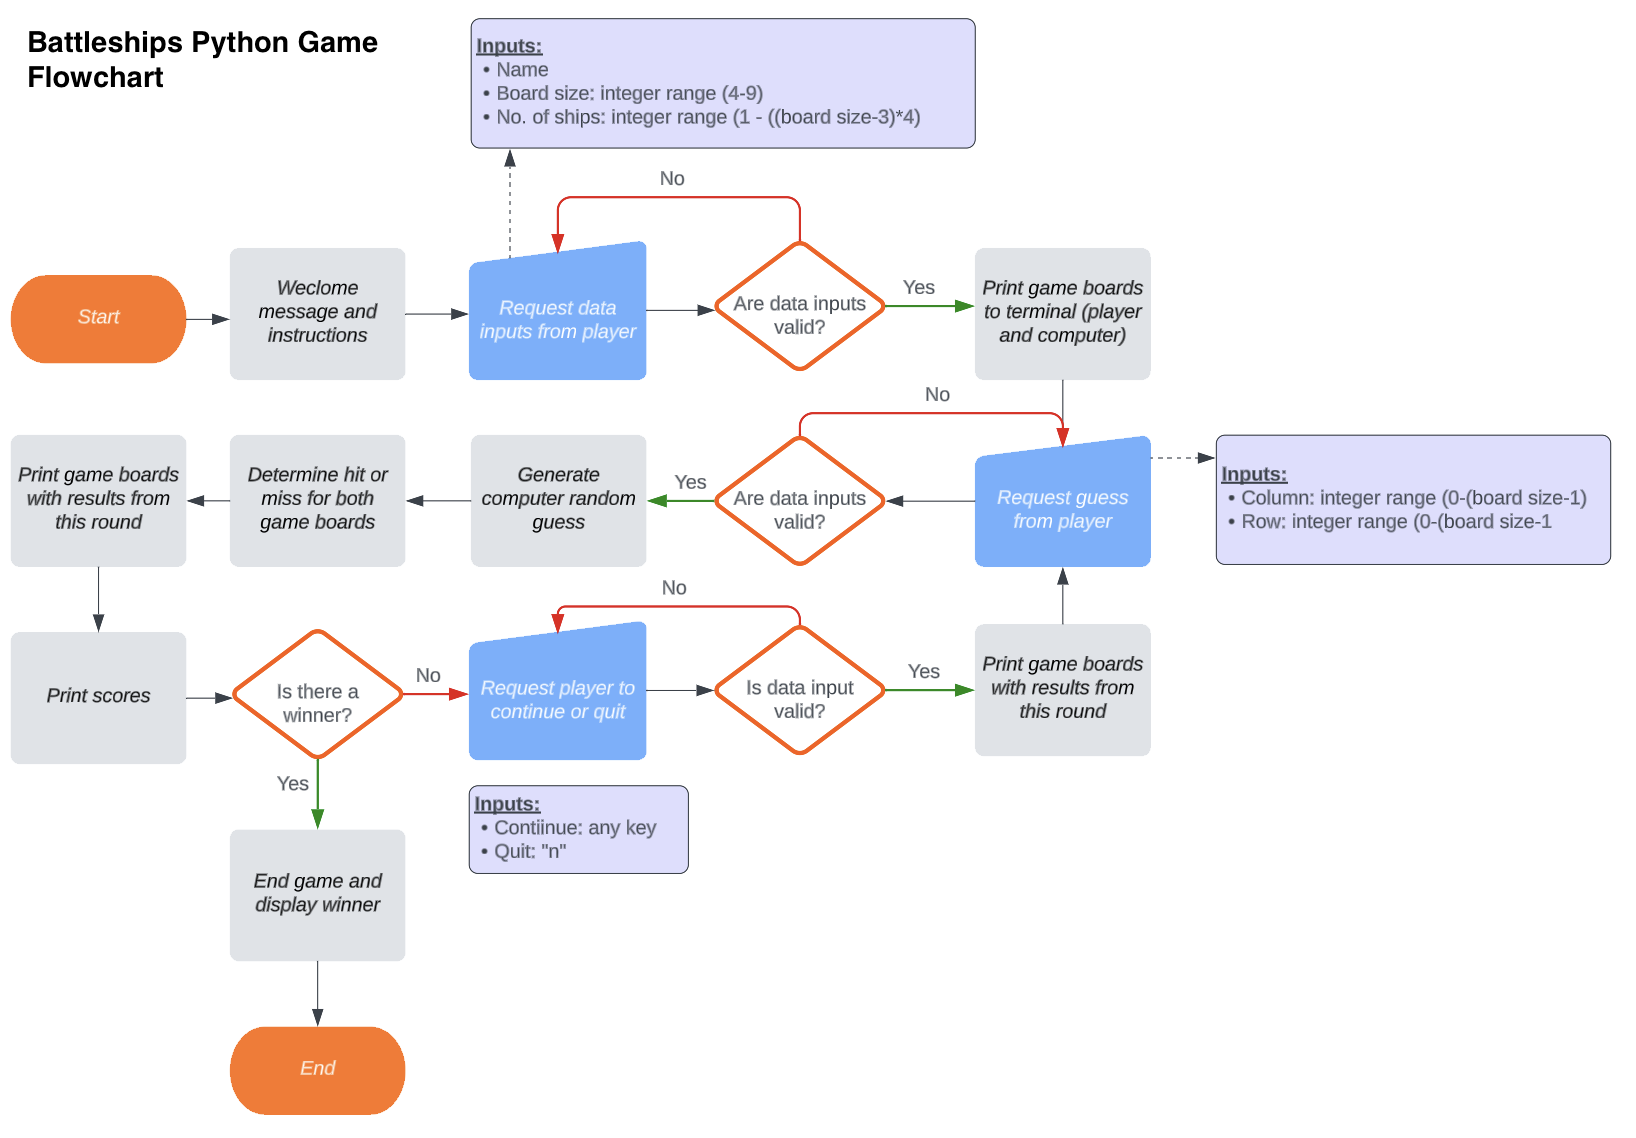 Battleships Python Game
Flowchart
Inputs:
• Name
• Board size: integer range (4-9)
• No. of ships: integer range (1 - ((board size-3)*4)
No
Start
Weclome
message and
instructions
Request data
inputs from player
Are data inputs
valid?
Yes
Print game boards
to terminal (player
and computer)
No
Print game boards
with results from
this round
Determine hit or
miss for both
game boards
Generate
computer random
guess
Yes
Are data inputs
valid?
Request guess
from player
Inputs:
• Column: integer range (0-(board size-1)
• Row: integer range (0-(board size-1
No
Print scores
Is there a
winner?
No
Request player to
continue or quit
Is data input
valid?
Yes
Print game boards
with results from
this round
Yes
Inputs:
• Contiinue: any key
• Quit: "n"
End game and
display winner
End